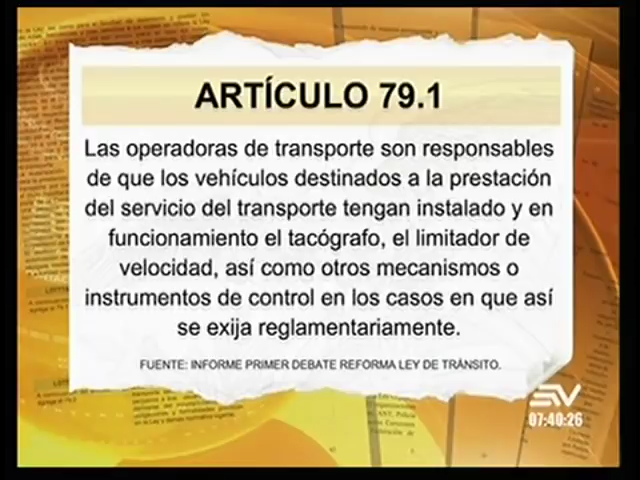 ARTÍCULO 79.1
Las operadoras de transporte son responsables
de que los vehículos destinados a la prestación
del servicio del transporte tengan instalado y en
funcionamiento el tacógrafo, el limitador de
velocidad, así como otros mecanismos o
instrumentos de control en los casos en que así
se exija reglamentariamente.
FUENTE: INFORME PRIMER DEBATE REFORMA LEY DE TRÁNSITO.
07:40:26